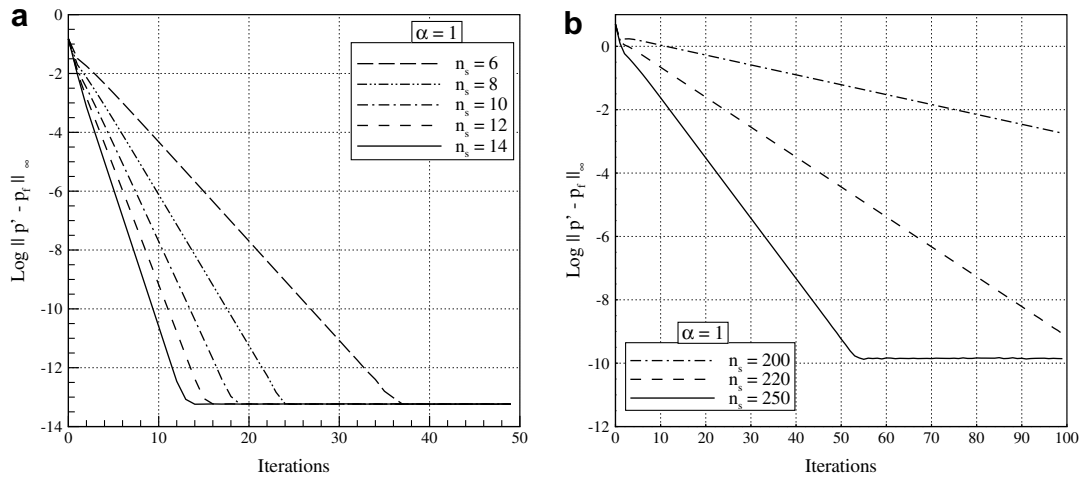 a
α = 1
n_s = 6
n_s = 8
n_s = 10
n_s = 12
n_s = 14
0
-2
-4
-6
-8
-10
-12
-14
Log || p' - p_f ||_∞
0 10 20 30 40 50
Iterations
b
0
-2
-4
-6
-8
-10
-12
Log || p' - p_f ||_∞
α = 1
n_s = 200
n_s = 220
n_s = 250
0 10 20 30 40 50 60 70 80 90 100
Iterations